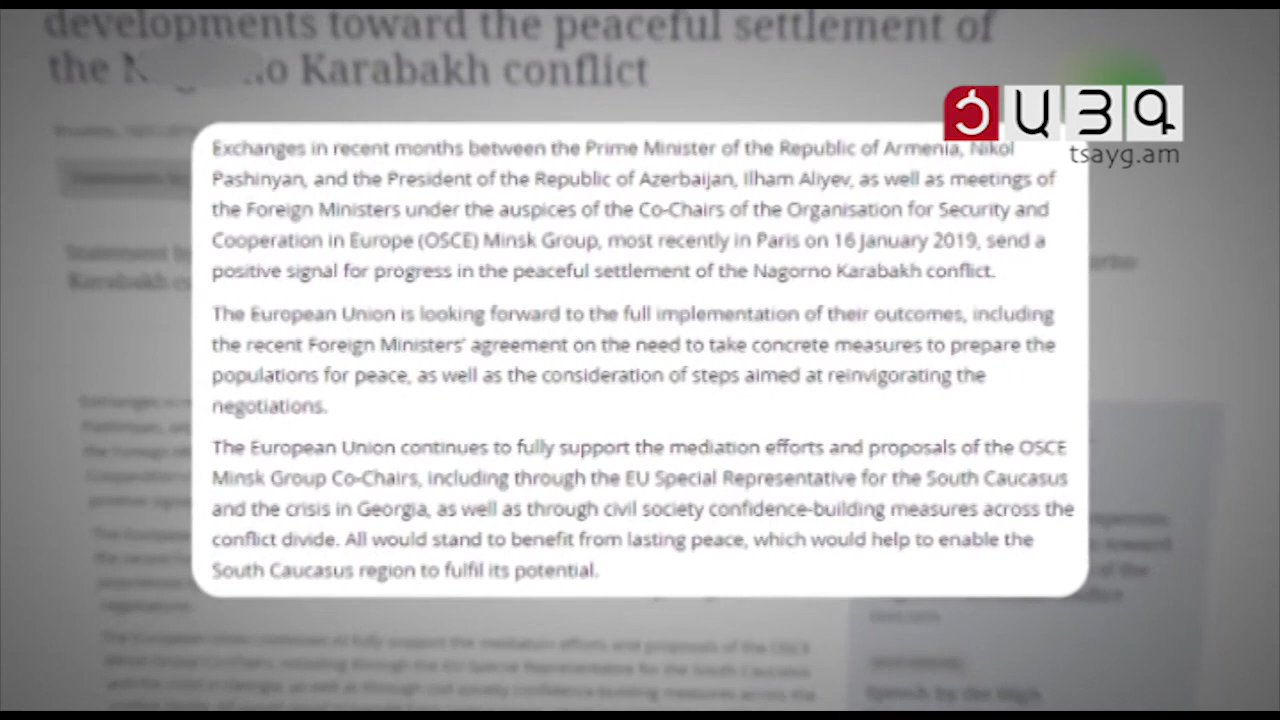 developments toward the peaceful settlement of
the Karabakh conflict
ՑԱՅԳ
tsayg.am
Exchanges in recent months between the Prime Minister of the Republic of Armenia, Nikol
Pashinyan, and the President of the Republic of Azerbaijan, Ilham Aliyev, as well as meetings of
the Foreign Ministers under the auspices of the Co-Chairs of the Organisation for Security and
Cooperation in Europe (OSCE) Minsk Group, most recently in Paris on 16 January 2019, send a
positive signal for progress in the peaceful settlement of the Nagorno Karabakh conflict.
The European Union is looking forward to the full implementation of their outcomes, including
the recent Foreign Ministers' agreement on the need to take concrete measures to prepare the
populations for peace, as well as the consideration of steps aimed at reinvigorating the
negotiations.
The European Union continues to fully support the mediation efforts and proposals of the OSCE
Minsk Group Co-Chairs, including through the EU Special Representative for the South Caucasus
and the crisis in Georgia, as well as through civil society confidence-building measures across the
conflict divide. All would stand to benefit from lasting peace, which would help to enable the
South Caucasus region to fulfil its potential.